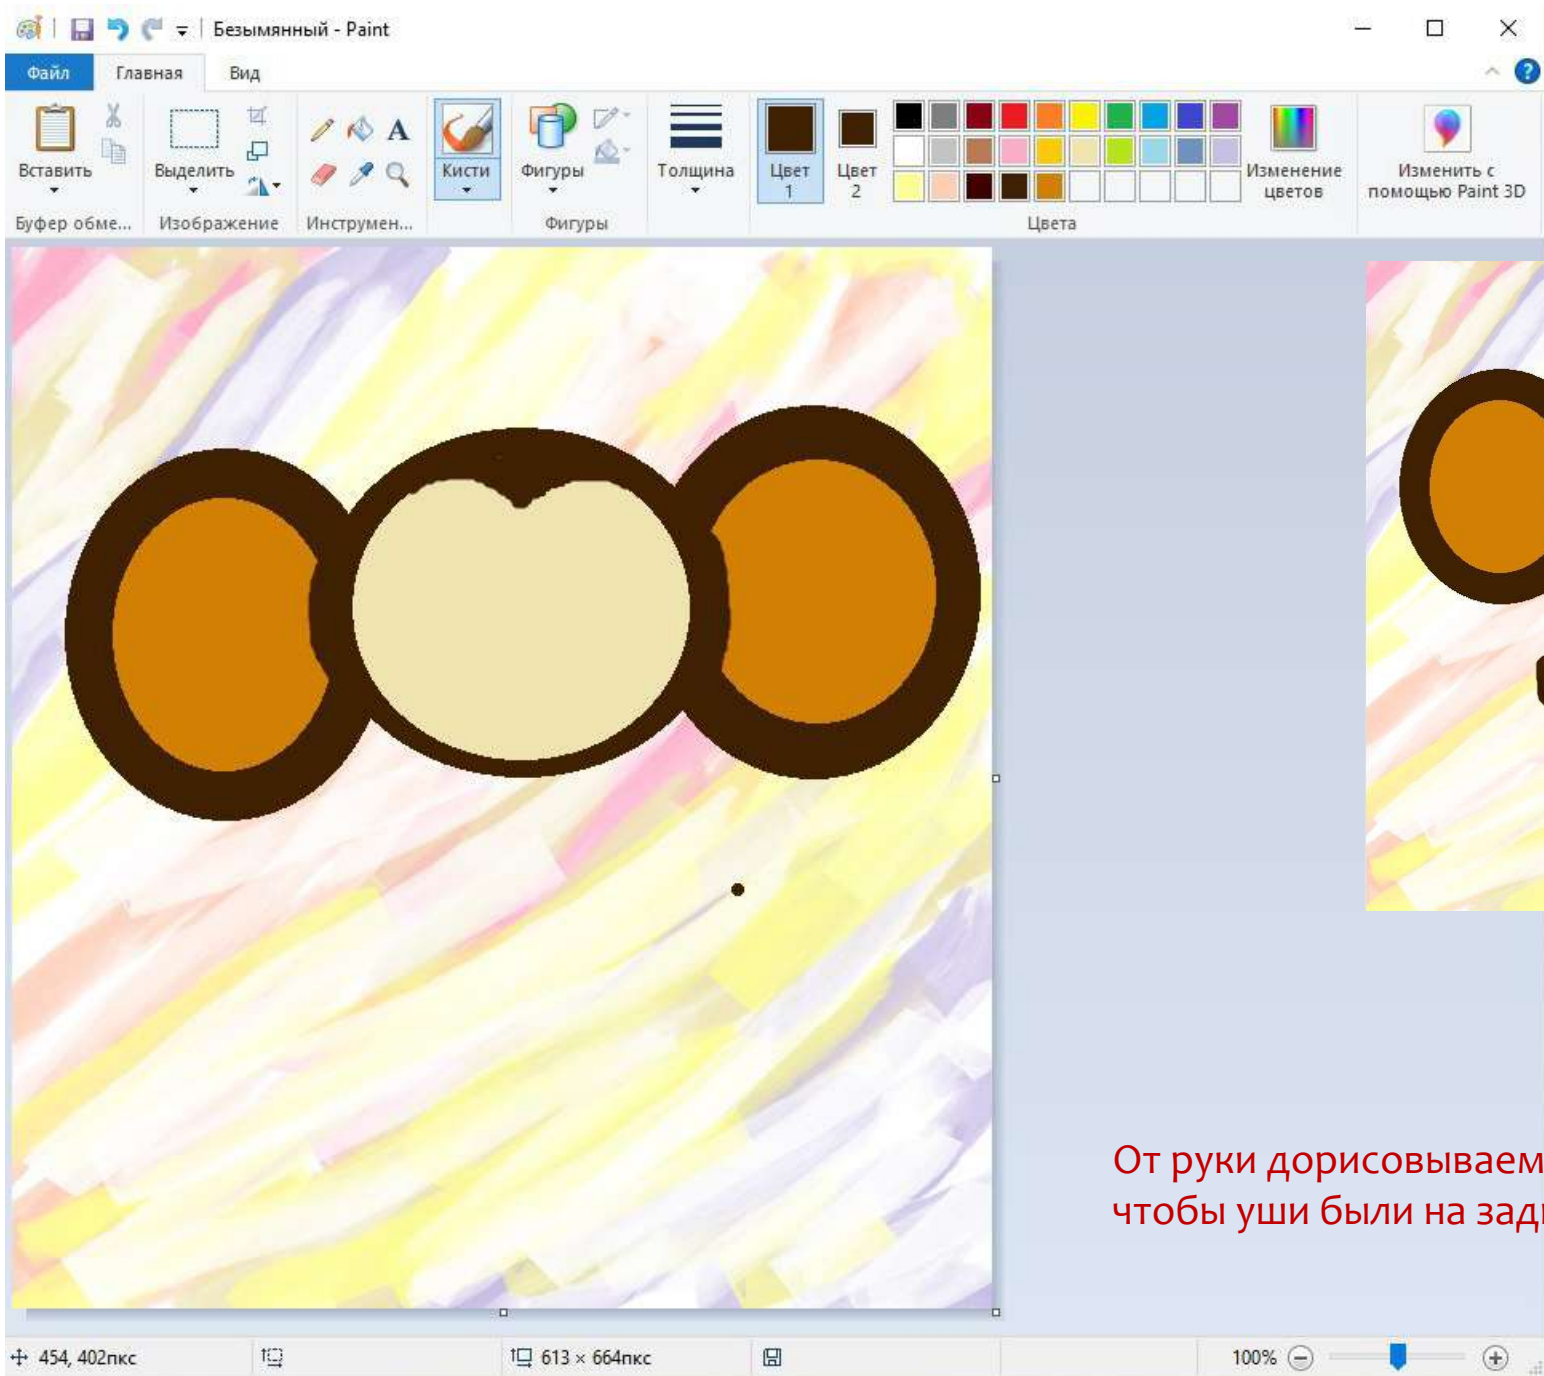 Безымянный - Paint
Файл Главная Вид
Вставить
Выделить
A
Кисти
Фигуры
Толщина
Цвет 1
Цвет 2
Изменение цветов
Изменить с помощью Paint 3D
Буфер обме...
Изображение
Инструмен...
Фигуры
Цвета
От руки дорисовываем
чтобы уши были на
454, 402пкс
613 × 664пкс
100%